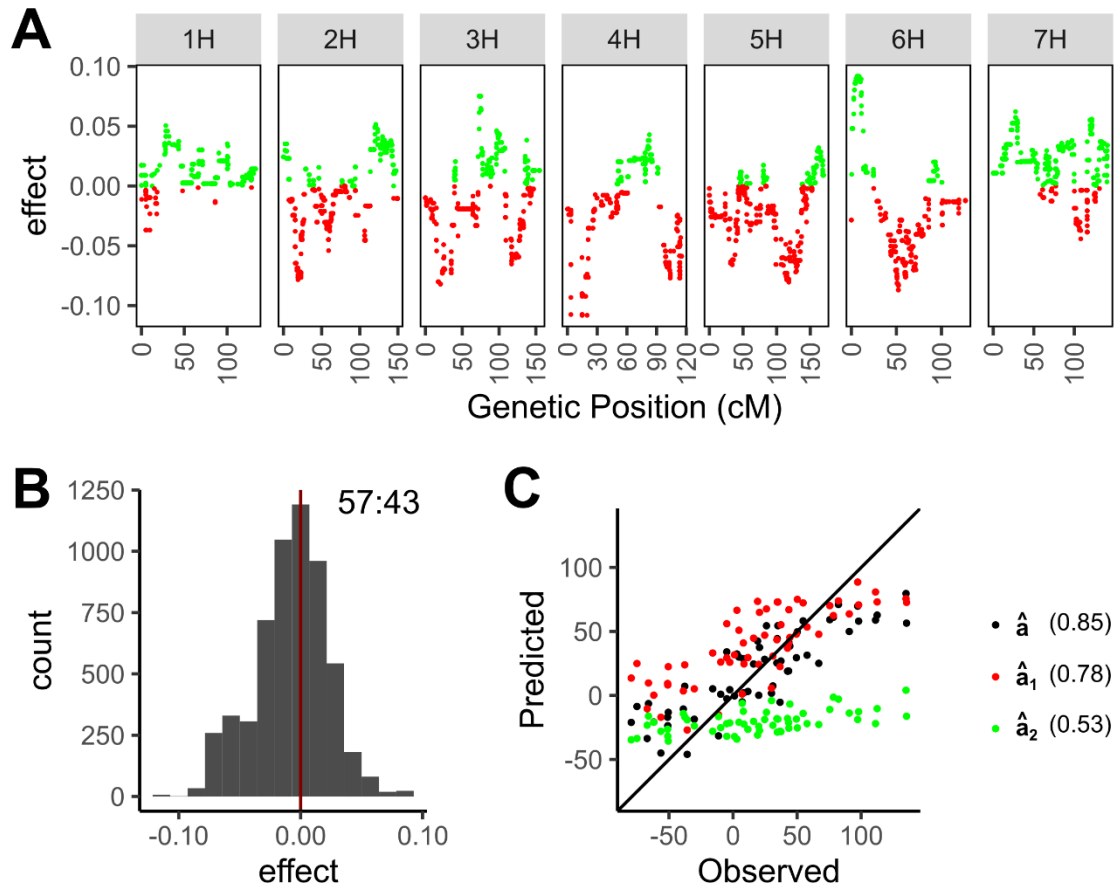 A
1H 2H 3H 4H 5H 6H 7H
0.10
0.05
0.00
-0.05
-0.10
effect
0 50 100 0 50 100 150 0 50 100 150 0 30 60 90 120 0 50 100 150 0 50 100 0 50 100
Genetic Position (cM)
B
57:43
1250
1000
750
500
250
0
count
-0.10 0.00 0.10
effect
C
100
50
0
-50
Predicted
-50 0 50 100
Observed
â (0.85)
â₁ (0.78)
â₂ (0.53)